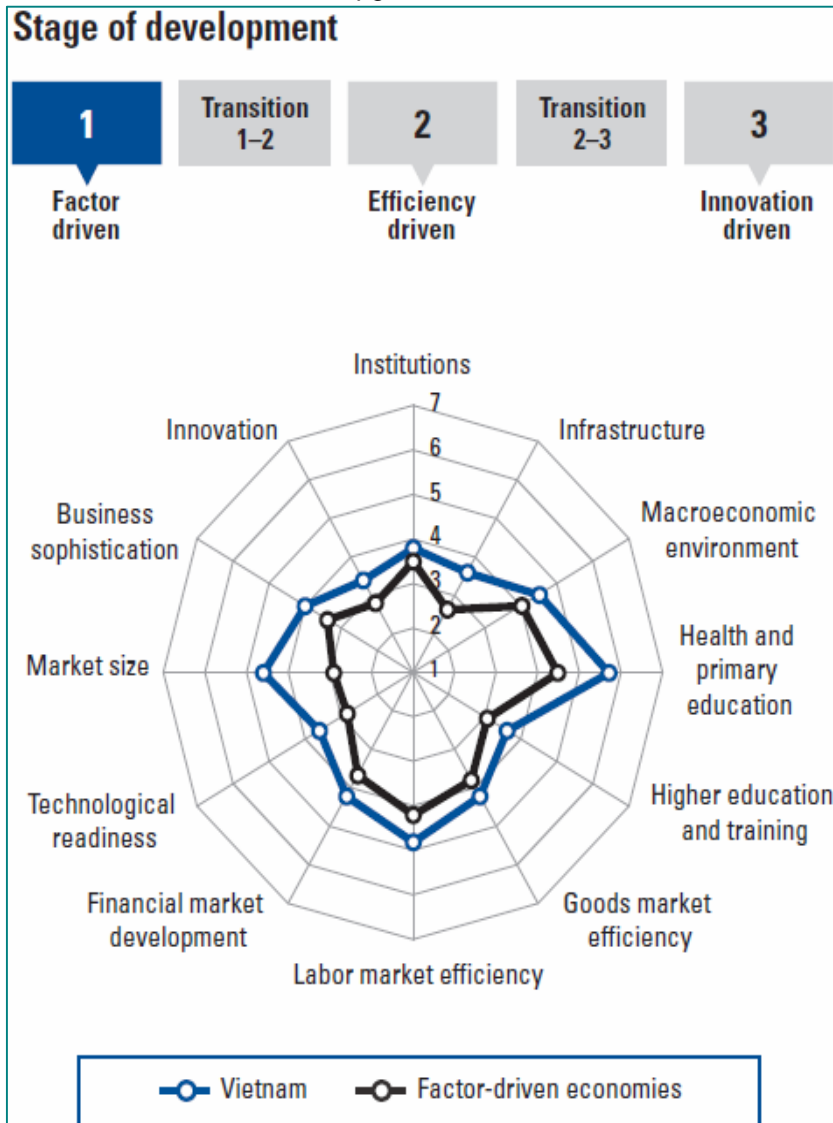 Stage of development
1
Transition
1–2
2
Transition
2–3
3
Factor
driven
Efficiency
driven
Innovation
driven
Institutions
7
Innovation
Infrastructure
6
5
Business
sophistication
Macroeconomic
environment
4
3
2
Market size
1
Health and
primary
education
Technological
readiness
Higher education
and training
Financial market
development
Goods market
efficiency
Labor market efficiency
Vietnam
Factor-driven economies